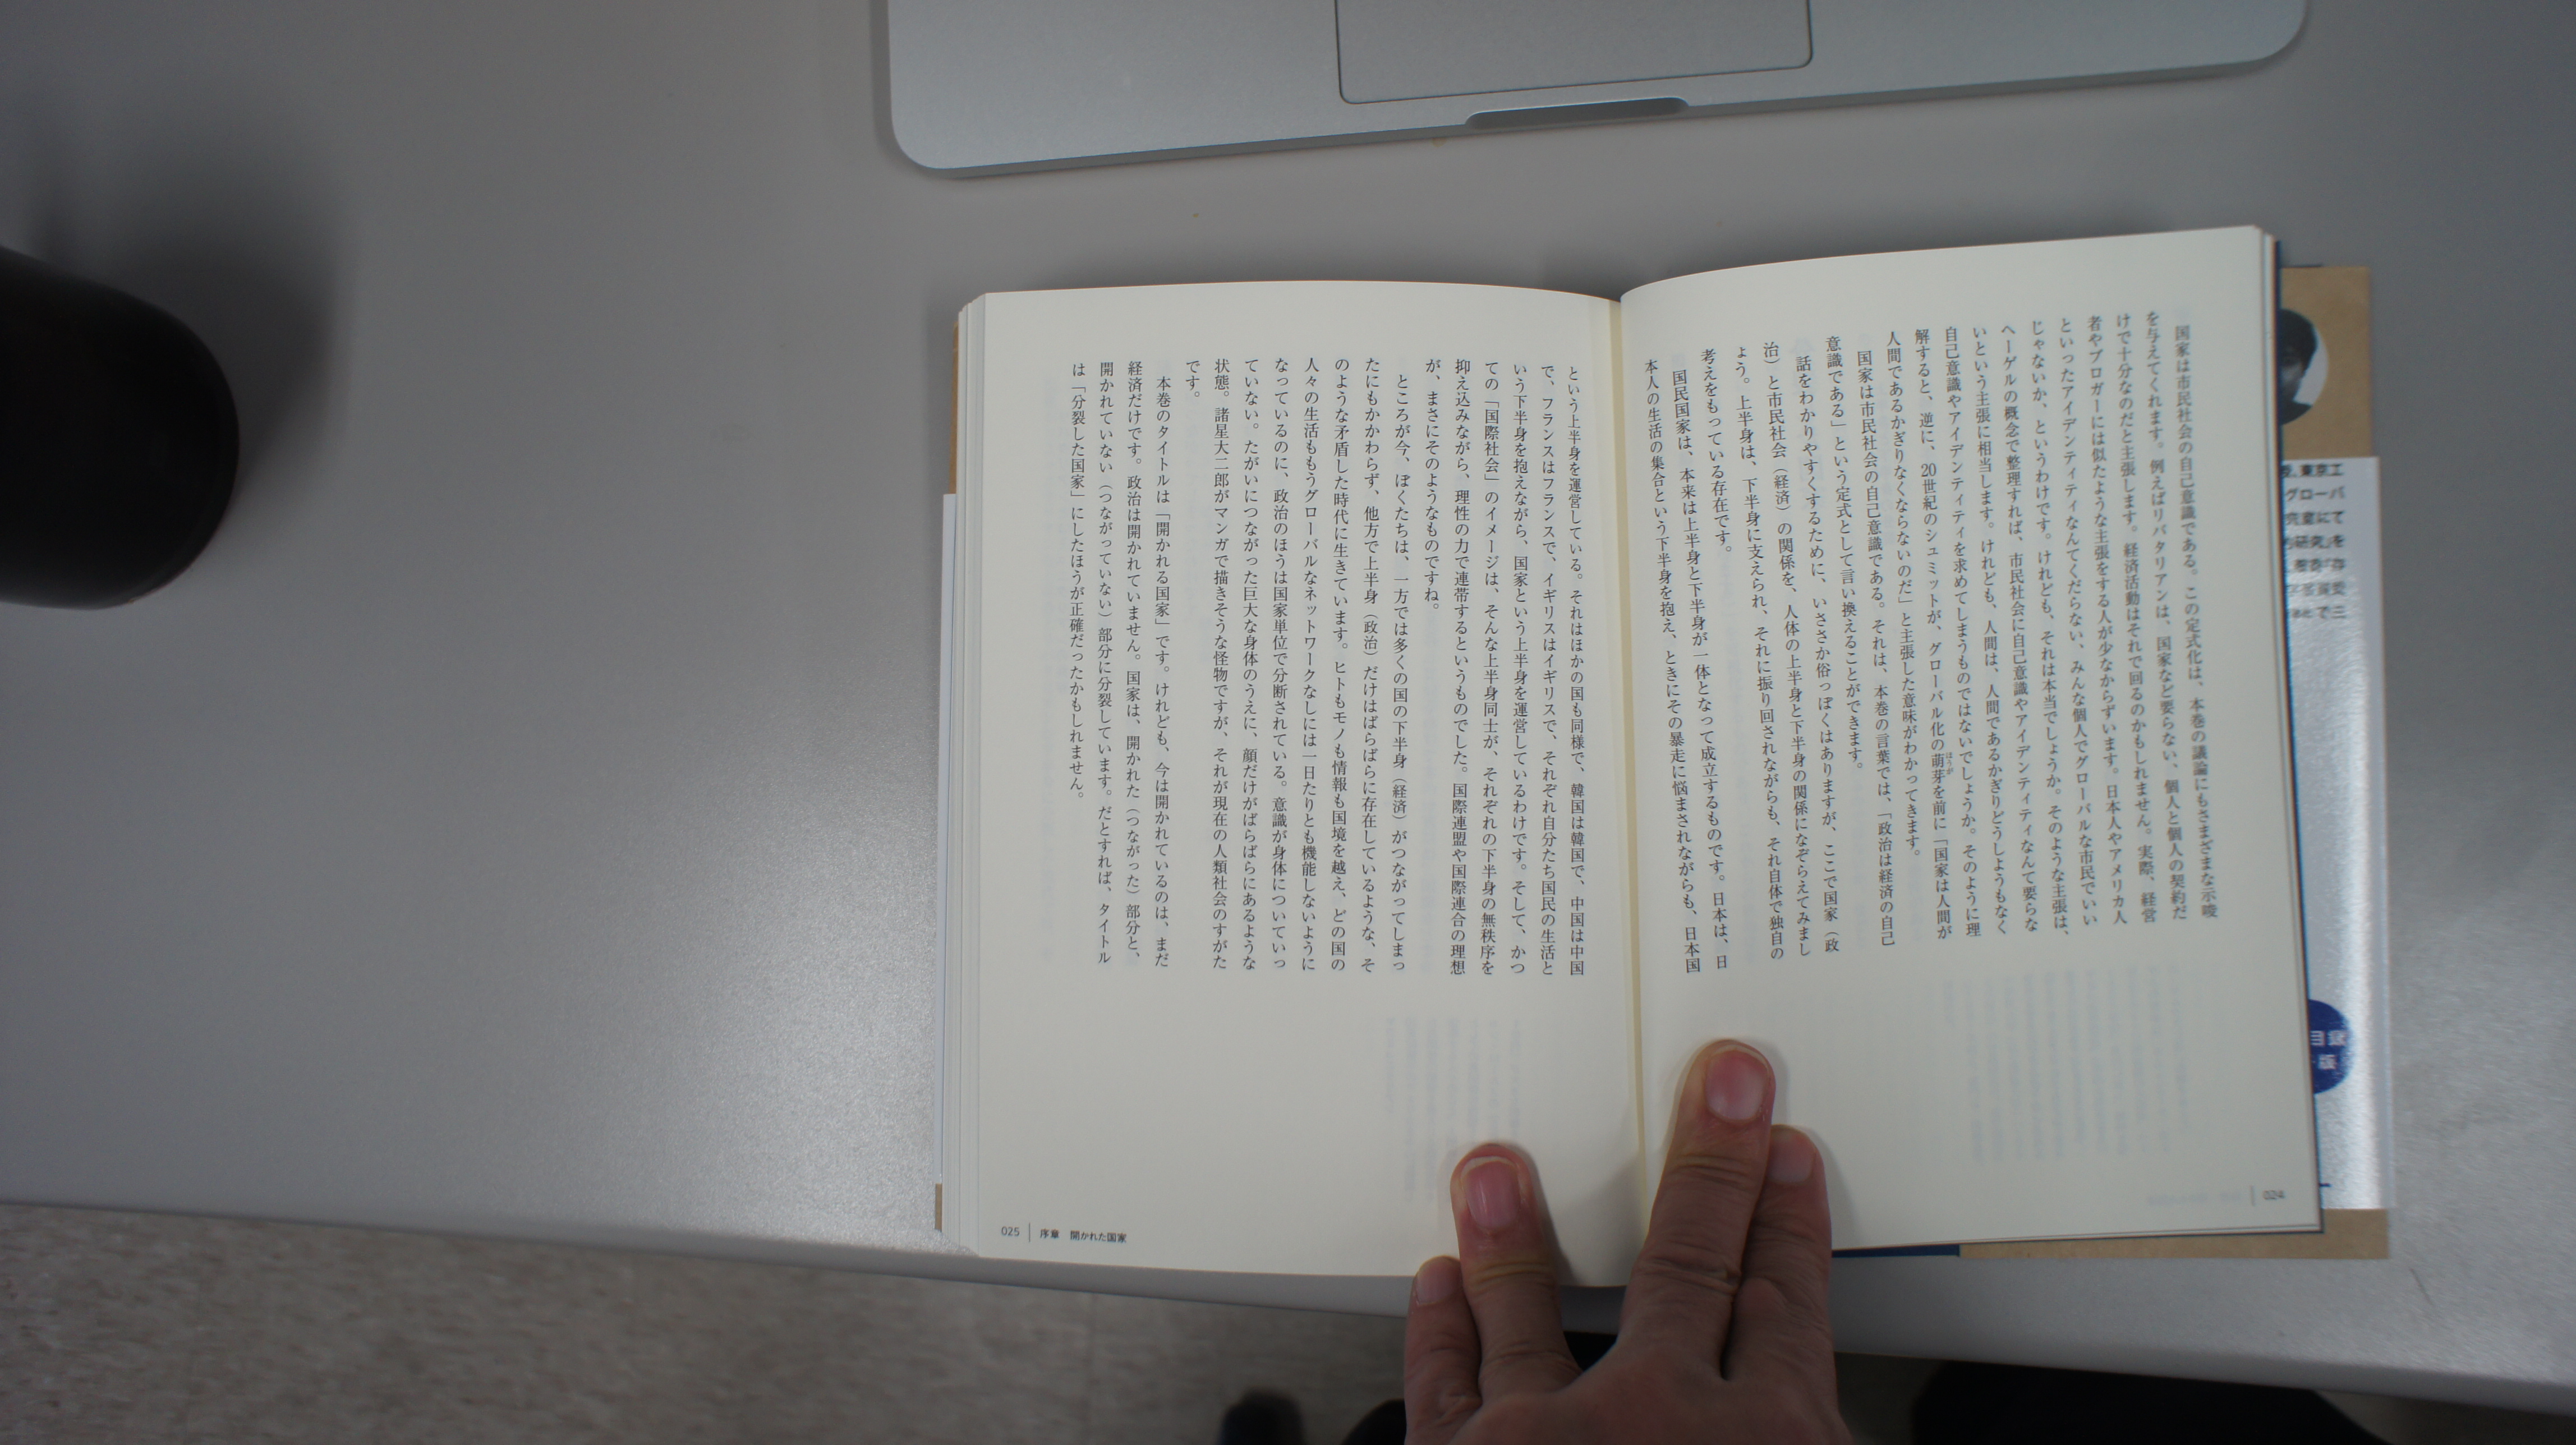 国家は市民社会の自己意識である。この定式化は、本巻の議論にもさまざまな示唆
を与えてくれます。例えばリバタリアンは、国家など要らない、個人と個人の契約だ
けで十分なのだと主張します。経済活動はそれで回るのかもしれません。実際、経営
者やブロガーには似たような主張をする人が少なからずいます。日本人やアメリカ人
といったアイデンティティなんてくだらない、みんな個人でグローバルな市民でいい
じゃないか、というわけです。けれども、それは本当でしょうか。そのような主張は、
ヘーゲルの概念で整理すれば、市民社会に自己意識やアイデンティティなんて要らな
いという主張に相当します。けれども、人間は、人間であるかぎりどうしようもなく
自己意識やアイデンティティを求めてしまうものではないでしょうか。そのように理
解すると、逆に、20世紀のシュミットが、グローバル化の萌芽を前に「国家は人間が
ほうが
人間であるかぎりなくならないのだ」と主張した意味がわかってきます。
国家は市民社会の自己意識である。それは、本巻の言葉では、「政治は経済の自己
意識である」という定式として言い換えることができます。
話をわかりやすくするために、いささか俗っぽくはありますが、ここで国家（政
治）と市民社会（経済）の関係を、人体の上半身と下半身の関係になぞらえてみまし
ょう。上半身は、下半身に支えられ、それに振り回されながらも、それ自体で独自の
考えをもっている存在です。
国民国家は、本来は上半身と下半身が一体となって成立するものです。日本は、日
本人の生活の集合という下半身を抱え、ときにその暴走に悩まされながらも、日本国
024
という上半身を運営している。それはほかの国も同様で、韓国は韓国で、中国は中国
で、フランスはフランスで、イギリスはイギリスで、それぞれ自分たち国民の生活と
いう下半身を抱えながら、国家という上半身を運営しているわけです。そして、かつ
ての「国際社会」のイメージは、そんな上半身同士が、それぞれの下半身の無秩序を
抑え込みながら、理性の力で連帯するというものでした。国際連盟や国際連合の理想
が、まさにそのようなものですね。
ところが今、ぼくたちは、一方では多くの国の下半身（経済）がつながってしまっ
たにもかかわらず、他方で上半身（政治）だけはばらばらに存在しているような、そ
のような矛盾した時代に生きています。ヒトもモノも情報も国境を越え、どの国の
人々の生活ももうグローバルなネットワークなしには一日たりとも機能しないように
なっているのに、政治のほうは国家単位で分断されている。意識が身体についていっ
ていない。たがいにつながった巨大な身体のうえに、顔だけがばらばらにあるような
状態。諸星大二郎がマンガで描きそうな怪物ですが、それが現在の人類社会のすがた
です。
本巻のタイトルは「開かれる国家」です。けれども、今は開かれているのは、まだ
経済だけです。政治は開かれていません。国家は、開かれた（つながった）部分と、
開かれていない（つながっていない）部分に分裂しています。だとすれば、タイトル
は「分裂した国家」にしたほうが正確だったかもしれません。
025
序章 開かれた国家
東京工
グローバ
にて
研究」を
で三
目録
版